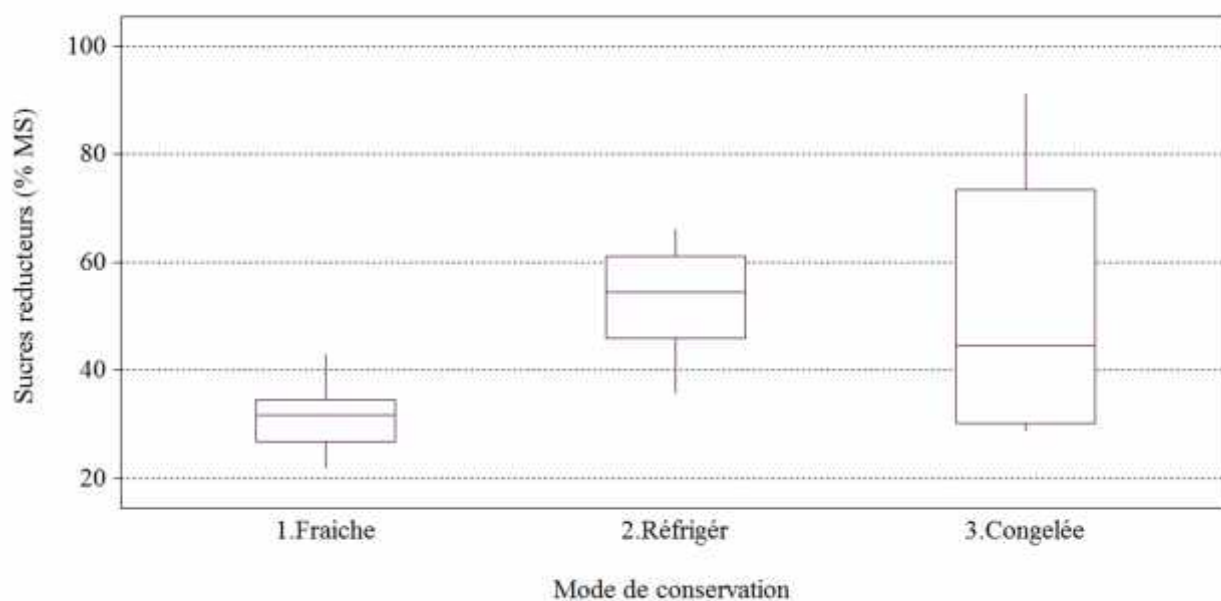 Sucres reducteurs (% MS)
100
80
60
40
20
1.Fraiche
2.Réfrigér
3.Congelée
Mode de conservation